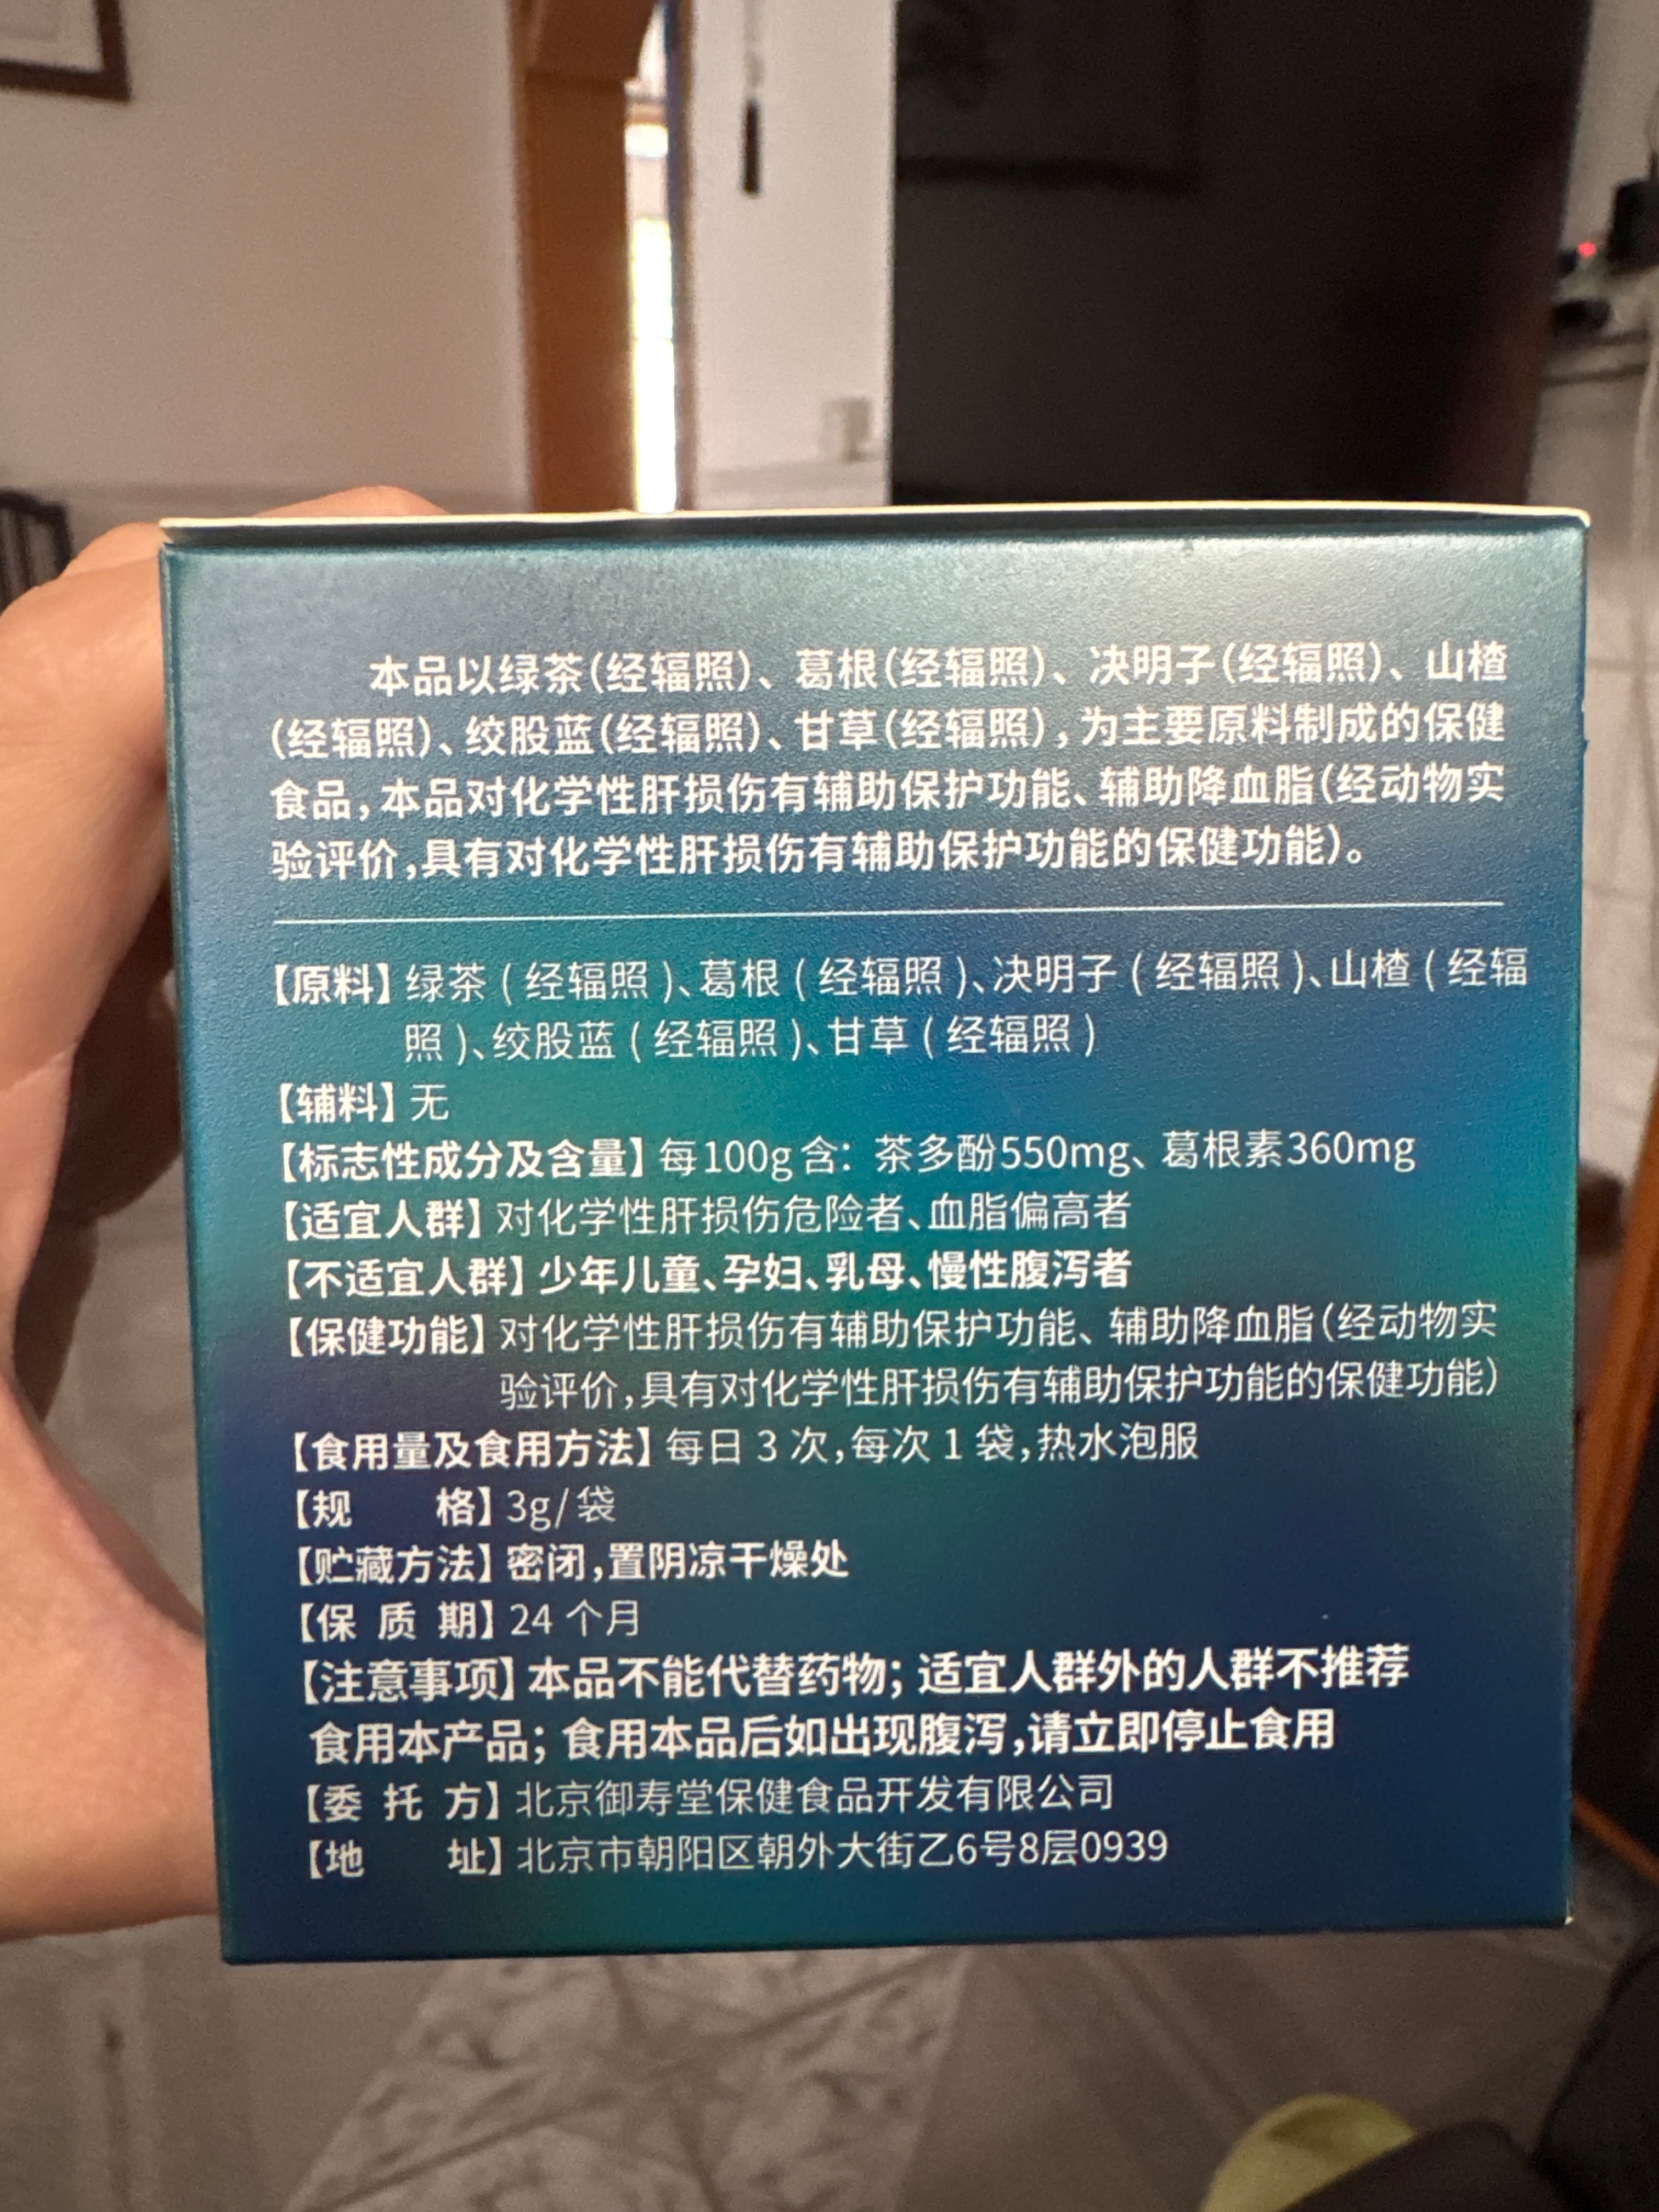 本品以绿茶(经辐照)、葛根(经辐照)、决明子(经辐照)、山楂
(经辐照)、绞股蓝(经辐照)、甘草(经辐照),为主要原料制成的保健
食品,本品对化学性肝损伤有辅助保护功能、辅助降血脂(经动物实
验评价,具有对化学性肝损伤有辅助保护功能的保健功能)。
【原料】绿茶 ( 经辐照 )、葛根 ( 经辐照 )、决明子 ( 经辐照 )、山楂 ( 经辐
照 )、绞股蓝 ( 经辐照 )、甘草 ( 经辐照 )
【辅料】无
【标志性成分及含量】每100g含：茶多酚550mg、葛根素360mg
【适宜人群】对化学性肝损伤危险者、血脂偏高者
【不适宜人群】少年儿童、孕妇、乳母、慢性腹泻者
【保健功能】对化学性肝损伤有辅助保护功能、辅助降血脂(经动物实
验评价,具有对化学性肝损伤有辅助保护功能的保健功能)
【食用量及食用方法】每日 3 次,每次 1 袋,热水泡服
【规 格】3g/袋
【贮藏方法】密闭,置阴凉干燥处
【保 质 期】24 个月
【注意事项】本品不能代替药物；适宜人群外的人群不推荐
食用本产品；食用本品后如出现腹泻,请立即停止食用
【委 托 方】北京御寿堂保健食品开发有限公司
【地 址】北京市朝阳区朝外大街乙6号8层0939